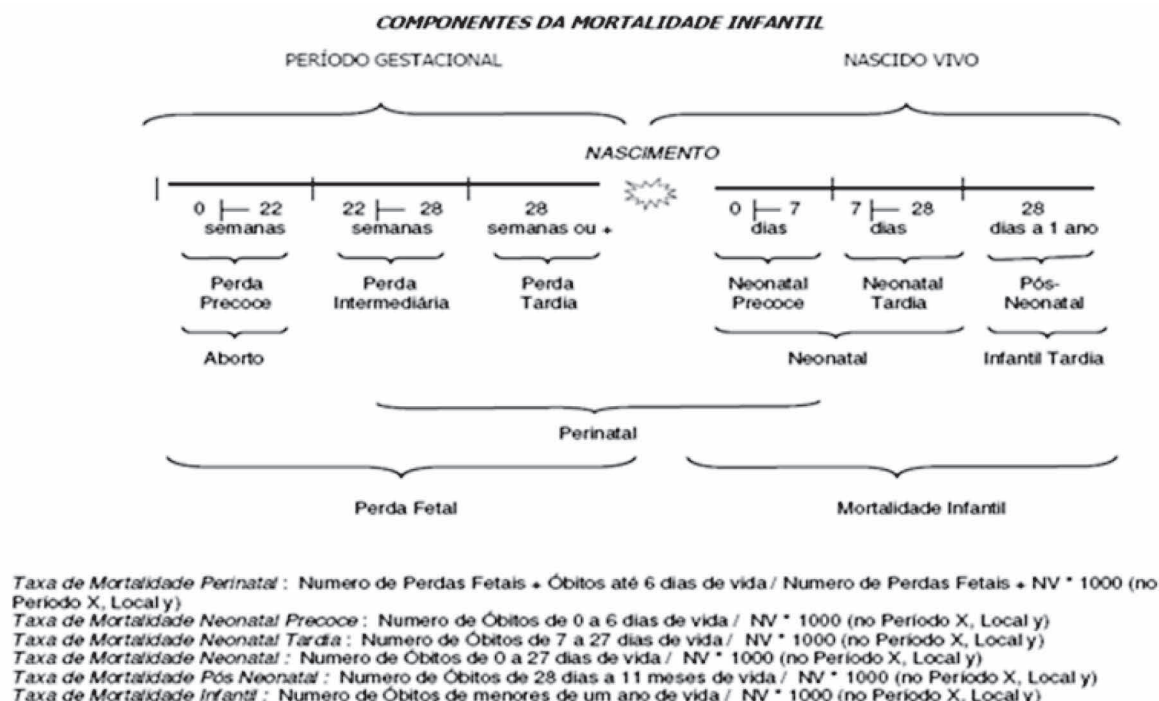 COMPONENTES DA MORTALIDADE INFANTIL
PERÍODO GESTACIONAL NASCIDO VIVO
NASCIMENTO
0 22 22 28 28 0 7 7 28 28
semanas semanas semanas ou + dias dias dias a 1 ano
Perda Perda Perda Neonatal Neonatal Pós-
Precoce Intermediária Tardia Precoce Tardia Neonatal
Aborto Neonatal Infantil Tardia
Perinatal
Perda Fetal Mortalidade Infantil
Taxa de Mortalidade Perinatal : Numero de Perdas Fetais + Óbitos até 6 dias de vida / Numero de Perdas Fetais + NV * 1000 (no
Período X, Local y)
Taxa de Mortalidade Neonatal Precoce : Numero de Óbitos de 0 a 6 dias de vida / NV * 1000 (no Período X, Local y)
Taxa de Mortalidade Neonatal Tardia : Numero de Óbitos de 7 a 27 dias de vida / NV * 1000 (no Período X, Local y)
Taxa de Mortalidade Neonatal : Numero de Óbitos de 0 a 27 dias de vida / NV * 1000 (no Período X, Local y)
Taxa de Mortalidade Pós Neonatal : Numero de Óbitos de 28 dias a 11 meses de vida / NV * 1000 (no Período X, Local y)
Taxa de Mortalidade Infantil : Numero de Óbitos de menores de um ano de vida / NV * 1000 (no Período X, Local y)